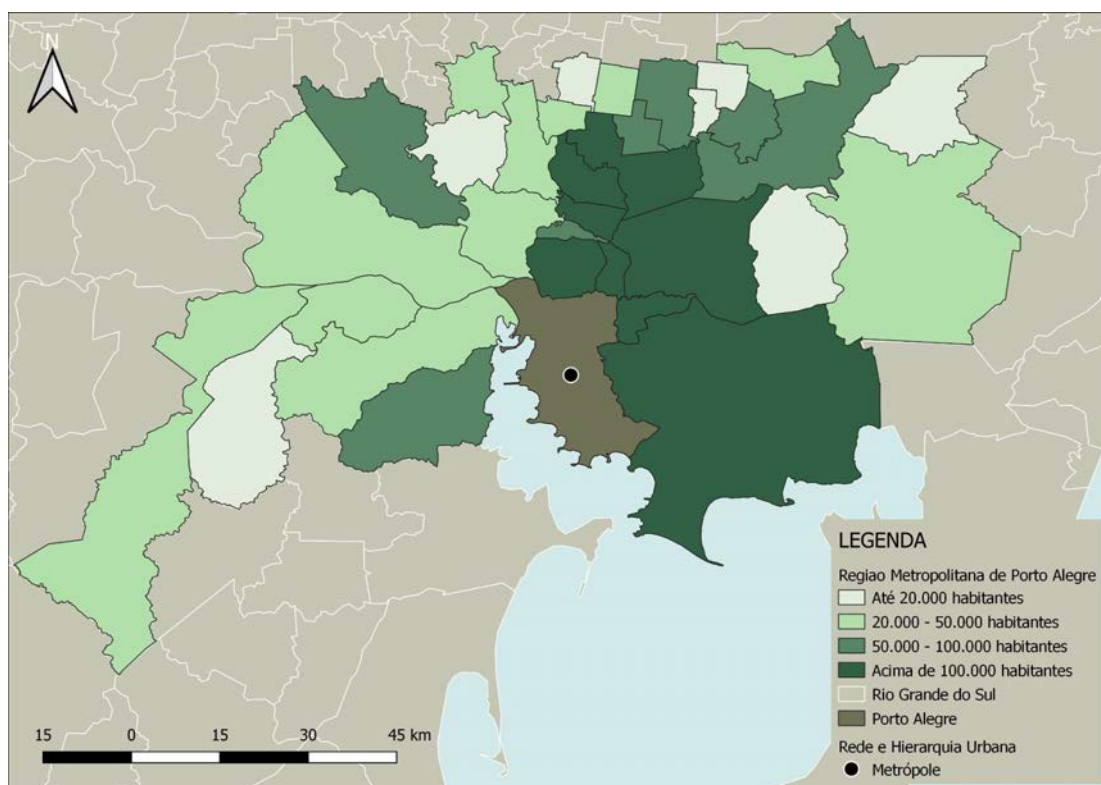 N
LEGENDA
Regiao Metropolitana de Porto Alegre
Até 20.000 habitantes
20.000 - 50.000 habitantes
50.000 - 100.000 habitantes
Acima de 100.000 habitantes
Rio Grande do Sul
Porto Alegre
Rede e Hierarquia Urbana
Metrópole
15 0 15 30 45 km